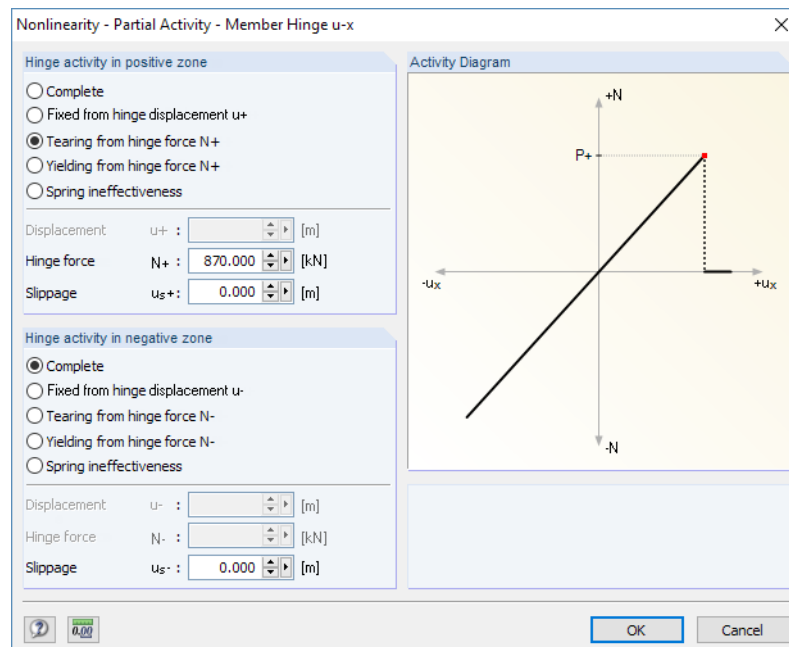 Nonlinearity - Partial Activity - Member Hinge u-x
Hinge activity in positive zone
Complete
Fixed from hinge displacement u+
Tearing from hinge force N+
Yielding from hinge force N+
Spring ineffectiveness
Displacement u+ : [m]
Hinge force N+ : 870.000 [kN]
Slippage us+: 0.000 [m]
Hinge activity in negative zone
Complete
Fixed from hinge displacement u-
Tearing from hinge force N-
Yielding from hinge force N-
Spring ineffectiveness
Displacement u- : [m]
Hinge force N- : [kN]
Slippage us- : 0.000 [m]
Activity Diagram
+N
P+
-ux
+ux
-N
0.00
OK
Cancel